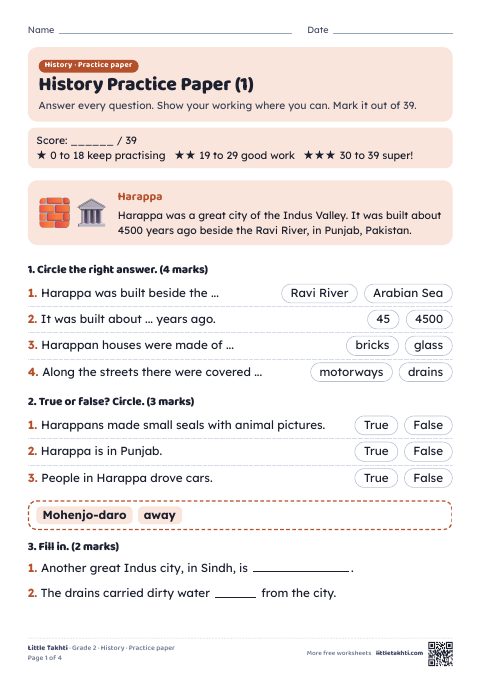 Name ______ Date ______
History · Practice paper
History Practice Paper (1)
Answer every question. Show your working where you can. Mark it out of 39.
Score: ______ / 39
★ 0 to 18 keep practising ★★ 19 to 29 good work ★★★ 30 to 39 super!
Harappa
Harappa was a great city of the Indus Valley. It was built about
4500 years ago beside the Ravi River, in Punjab, Pakistan.
1. Circle the right answer. (4 marks)
1. Harappa was built beside the ... Ravi River Arabian Sea
2. It was built about ... years ago. 45 4500
3. Harappan houses were made of ... bricks glass
4. Along the streets there were covered ... motorways drains
2. True or false? Circle. (3 marks)
1. Harappans made small seals with animal pictures. True False
2. Harappa is in Punjab. True False
3. People in Harappa drove cars. True False
Mohenjo-daro away
3. Fill in. (2 marks)
1. Another great Indus city, in Sindh, is ______.
2. The drains carried dirty water ______ from the city.
Little Takhti · Grade 2 · History · Practice paper
Page 1 of 4
More free worksheets littletakhti.com